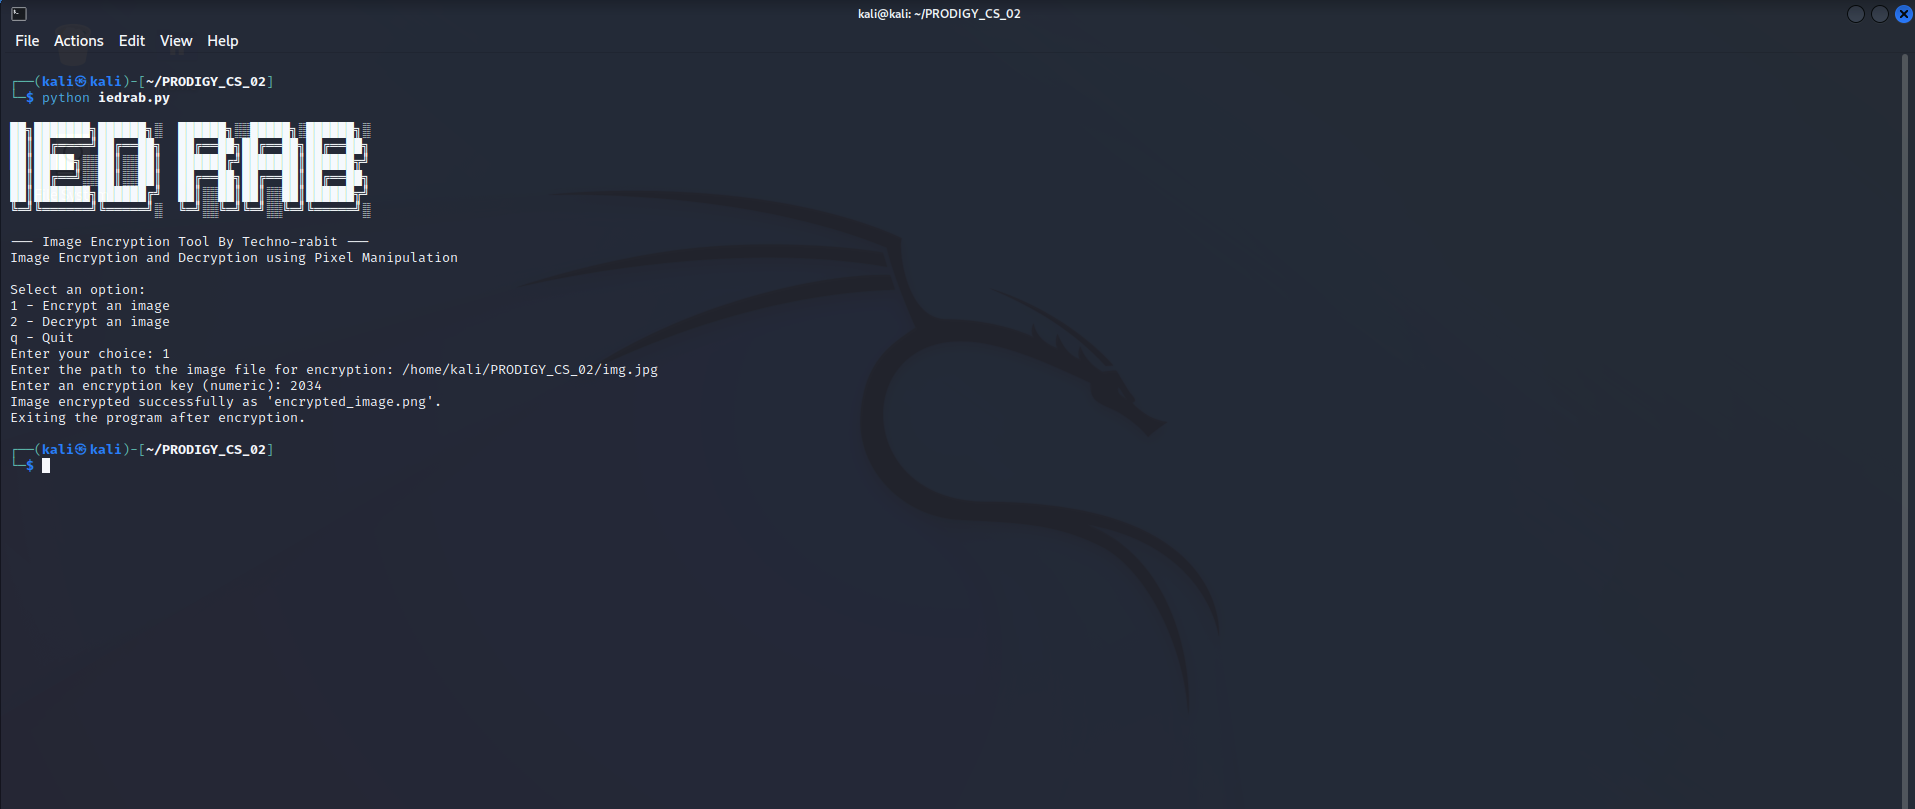 kali@kali: ~/PRODIGY_CS_02
File Actions Edit View Help
┌──(kali㉿kali)-[~/PRODIGY_CS_02]
└─$ python iedrab.py
IED RAB
--- Image Encryption Tool By Techno-rabit ---
Image Encryption and Decryption using Pixel Manipulation
Select an option:
1 - Encrypt an image
2 - Decrypt an image
q - Quit
Enter your choice: 1
Enter the path to the image file for encryption: /home/kali/PRODIGY_CS_02/img.jpg
Enter an encryption key (numeric): 2034
Image encrypted successfully as 'encrypted_image.png'.
Exiting the program after encryption.
┌──(kali㉿kali)-[~/PRODIGY_CS_02]
└─$